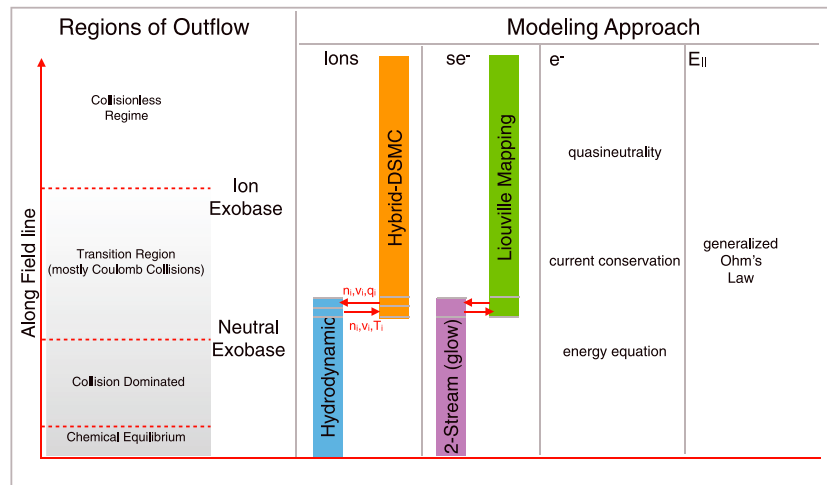 Regions of Outflow
Modeling Approach
Ions
se-
e-
E||
Along Field line
Collisionless
Regime
Ion
Exobase
Transition Region
(mostly Coulomb Collisions)
Neutral
Exobase
Collision Dominated
Chemical Equilibrium
Hybrid-DSMC
nᵢ,vᵢ,qᵢ
nᵢ,vᵢ,Tᵢ
Hydrodynamic
Liouville Mapping
2-Stream (glow)
quasineutrality
current conservation
energy equation
generalized
Ohm's
Law